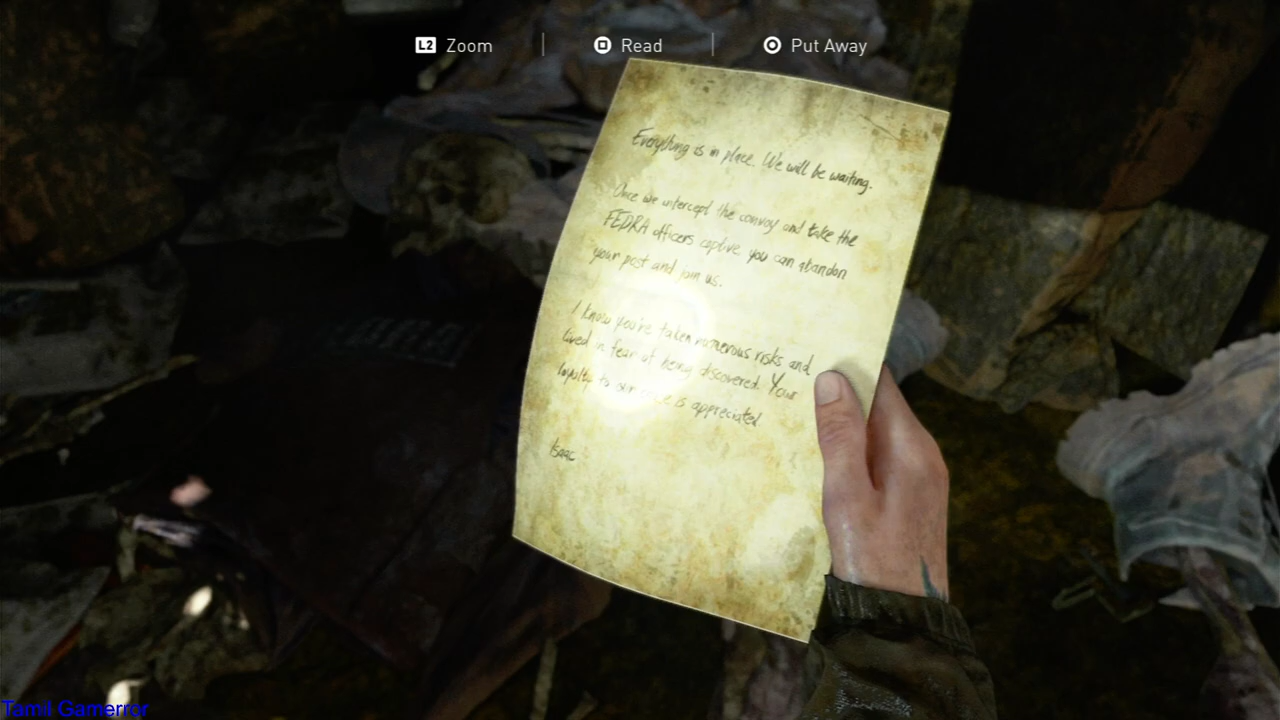 L2 Zoom | Read | Put Away
Everything is in place. We will be waiting.
Once we intercept the convoy and take the
FEDRA officers captive you can abandon
your post and join us.
I know you're taken numerous risks and
lived in fear of being discovered. Your
loyalty to our cause is appreciated.
Isaac
Tamil Gamerror